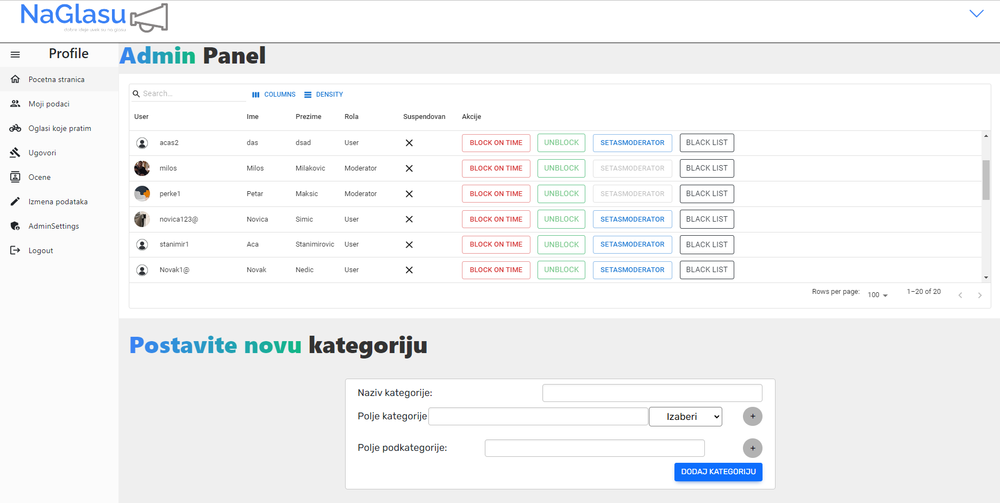 NaGlasu
dobre ideje uvek su na glasu
Profile
Pocetna stranica
Moji podaci
Oglasi koje pratim
Ugovori
Ocene
Izmena podataka
AdminSettings
Logout
Admin Panel
Search...
COLUMNS DENSITY
User Ime Prezime Rola Suspendovan Akcije
acas2 das dsad User BLOCK ON TIME UNBLOCK SETASMODERATOR BLACK LIST
milos Milos Milakovic Moderator BLOCK ON TIME UNBLOCK SETASMODERATOR BLACK LIST
perke1 Petar Maksic Moderator BLOCK ON TIME UNBLOCK SETASMODERATOR BLACK LIST
novica123@ Novica Simic User BLOCK ON TIME UNBLOCK SETASMODERATOR BLACK LIST
stanimir1 Aca Stanimirovic User BLOCK ON TIME UNBLOCK SETASMODERATOR BLACK LIST
Novak1@ Novak Nedic User BLOCK ON TIME UNBLOCK SETASMODERATOR BLACK LIST
Rows per page: 100 1–20 of 20
Postavite novu kategoriju
Naziv kategorije:
Polje kategorije Izaberi +
Polje podkategorije: +
DODAJ KATEGORIJU